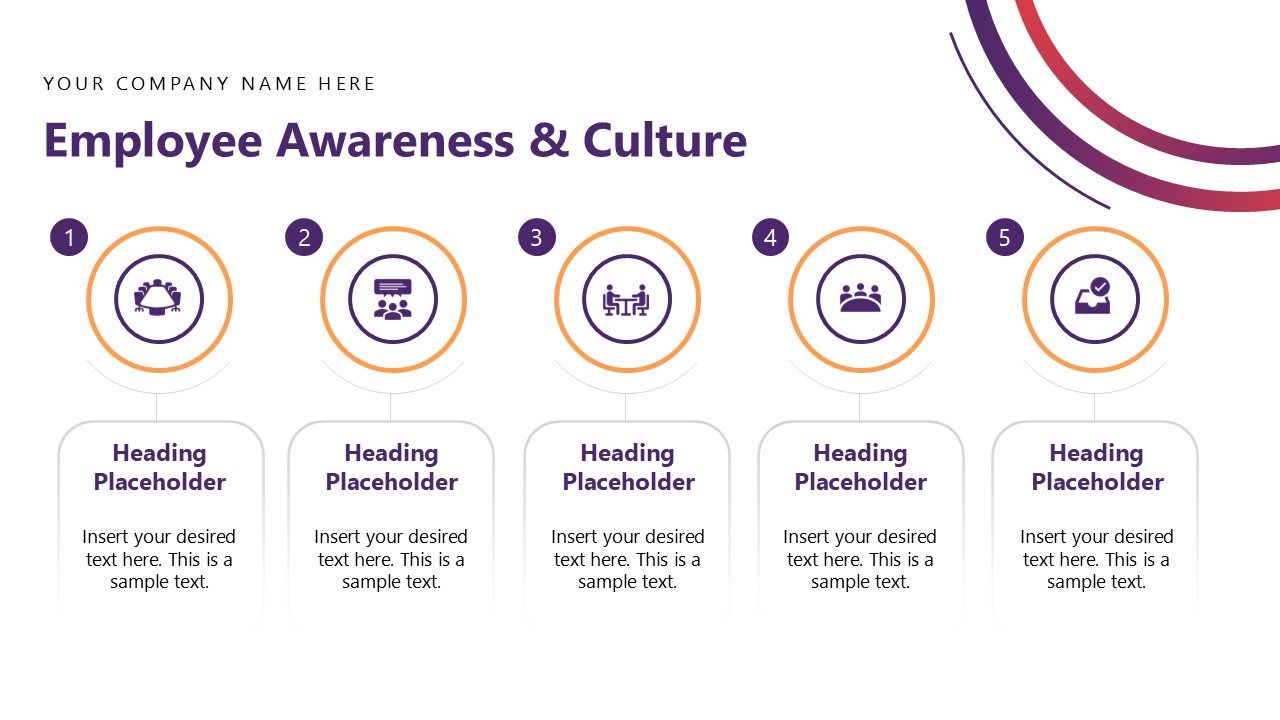 YOUR COMPANY NAME HERE
Employee Awareness & Culture
1
2
3
4
5
Heading
Placeholder
Insert your desired
text here. This is a
sample text.
Heading
Placeholder
Insert your desired
text here. This is a
sample text.
Heading
Placeholder
Insert your desired
text here. This is a
sample text.
Heading
Placeholder
Insert your desired
text here. This is a
sample text.
Heading
Placeholder
Insert your desired
text here. This is a
sample text.